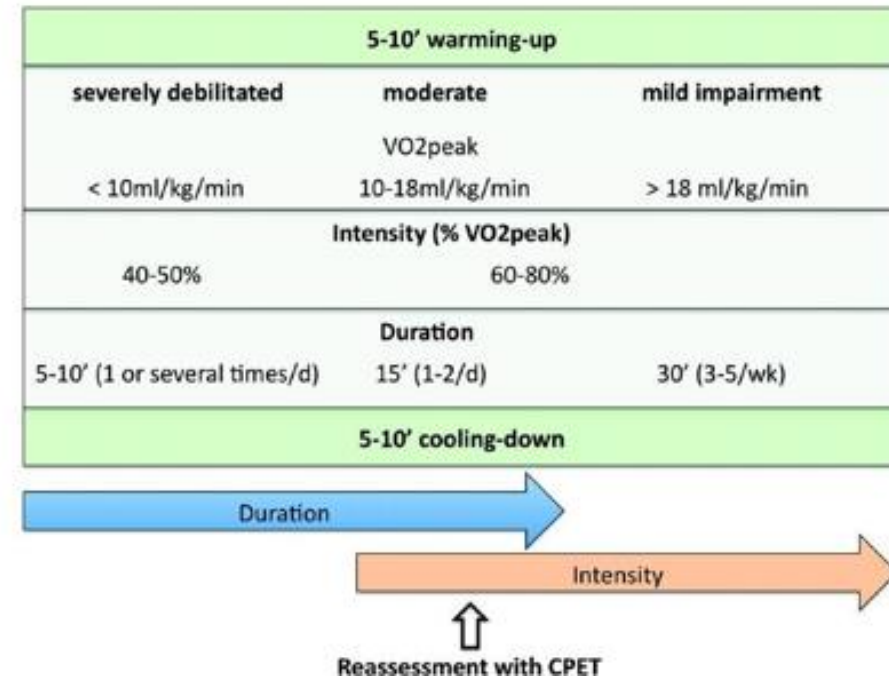 5-10' warming-up
severely debilitated moderate mild impairment
VO2peak
< 10ml/kg/min 10-18ml/kg/min > 18 ml/kg/min
Intensity (% VO2peak)
40-50% 60-80%
Duration
5-10' (1 or several times/d) 15' (1-2/d) 30' (3-5/wk)
5-10' cooling-down
Duration
Intensity
Reassessment with CPET